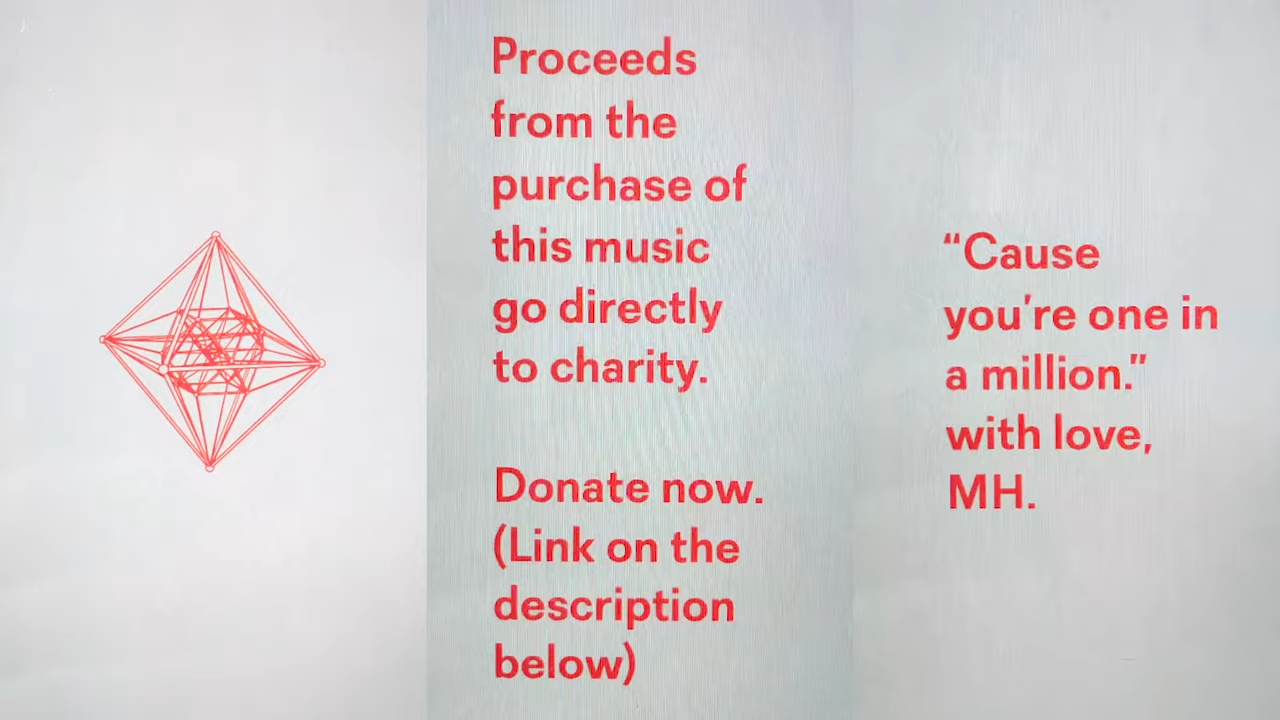 Proceeds
from the
purchase of
this music
go directly
to charity.
Donate now.
(Link on the
description
below)
“Cause
you're one in
a million.”
with love,
MH.